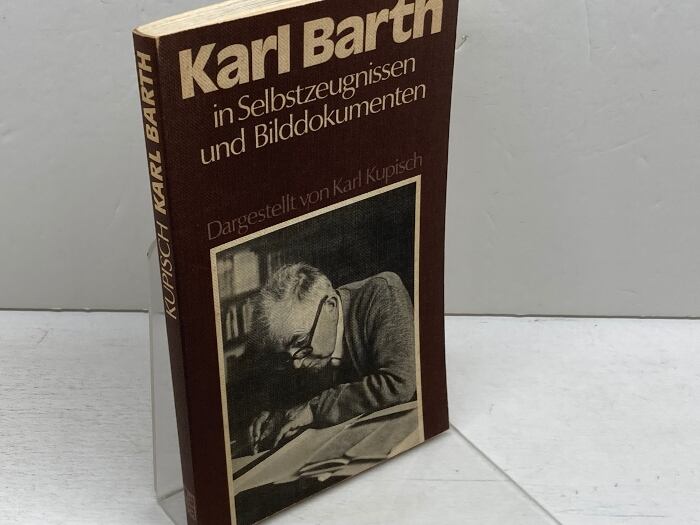 Karl Barth
in Selbstzeugnissen
und Bilddokumenten
Dargestellt von Karl Kupisch
KUPISCH KARL BARTH